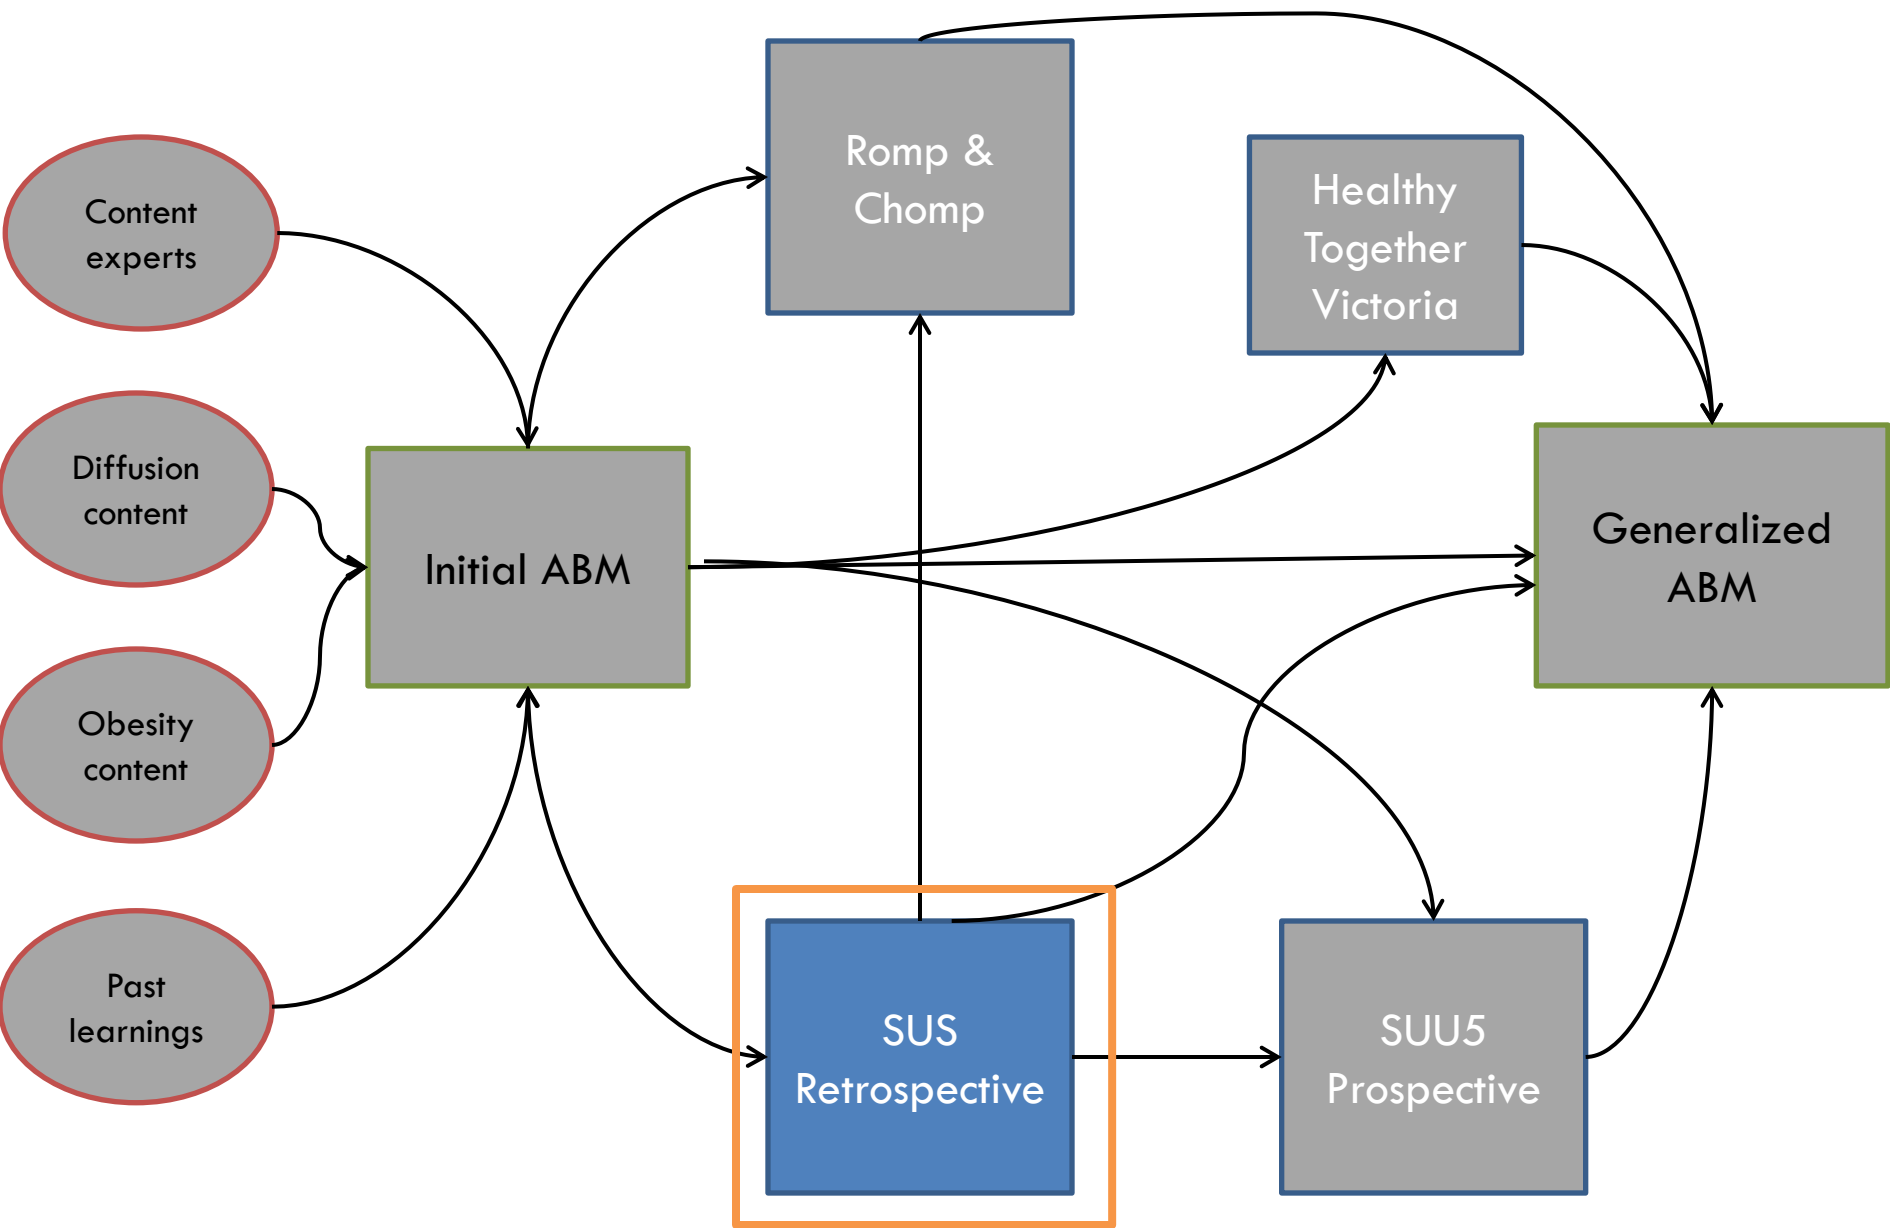 Romp &
Chomp
Healthy
Together
Victoria
Content
experts
Diffusion
content
Initial ABM
Generalized
ABM
Obesity
content
Past
learnings
SUS
Retrospective
SUU5
Prospective